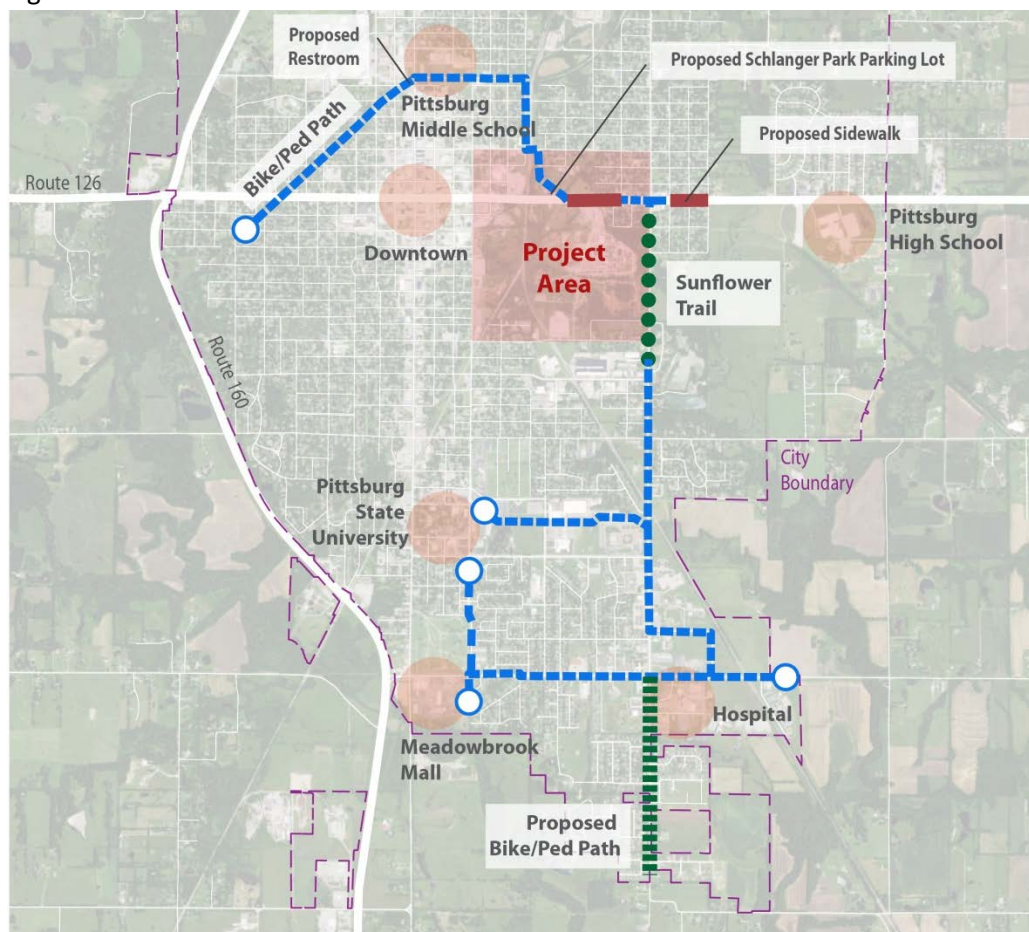 Proposed
Restroom
Proposed Schlanger Park Parking Lot
Pittsburg
Middle School
Proposed Sidewalk
Bike/Ped Path
Route 126
Downtown
Project
Area
Pittsburg
High School
Sunflower
Trail
Route 160
City
Boundary
Pittsburg
State
University
Hospital
Meadowbrook
Mall
Proposed
Bike/Ped Path